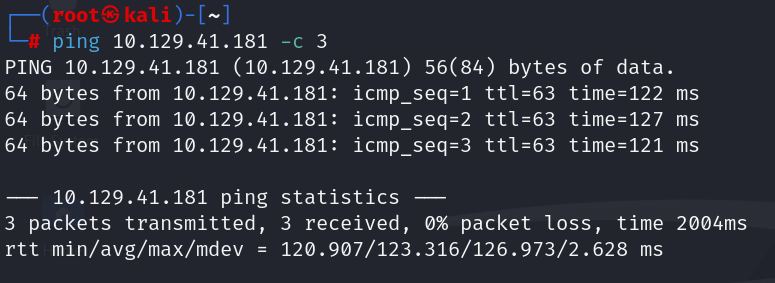 ┌──(root㉿kali)-[~]
└─# ping 10.129.41.181 -c 3
PING 10.129.41.181 (10.129.41.181) 56(84) bytes of data.
64 bytes from 10.129.41.181: icmp_seq=1 ttl=63 time=122 ms
64 bytes from 10.129.41.181: icmp_seq=2 ttl=63 time=127 ms
64 bytes from 10.129.41.181: icmp_seq=3 ttl=63 time=121 ms

--- 10.129.41.181 ping statistics ---
3 packets transmitted, 3 received, 0% packet loss, time 2004ms
rtt min/avg/max/mdev = 120.907/123.316/126.973/2.628 ms